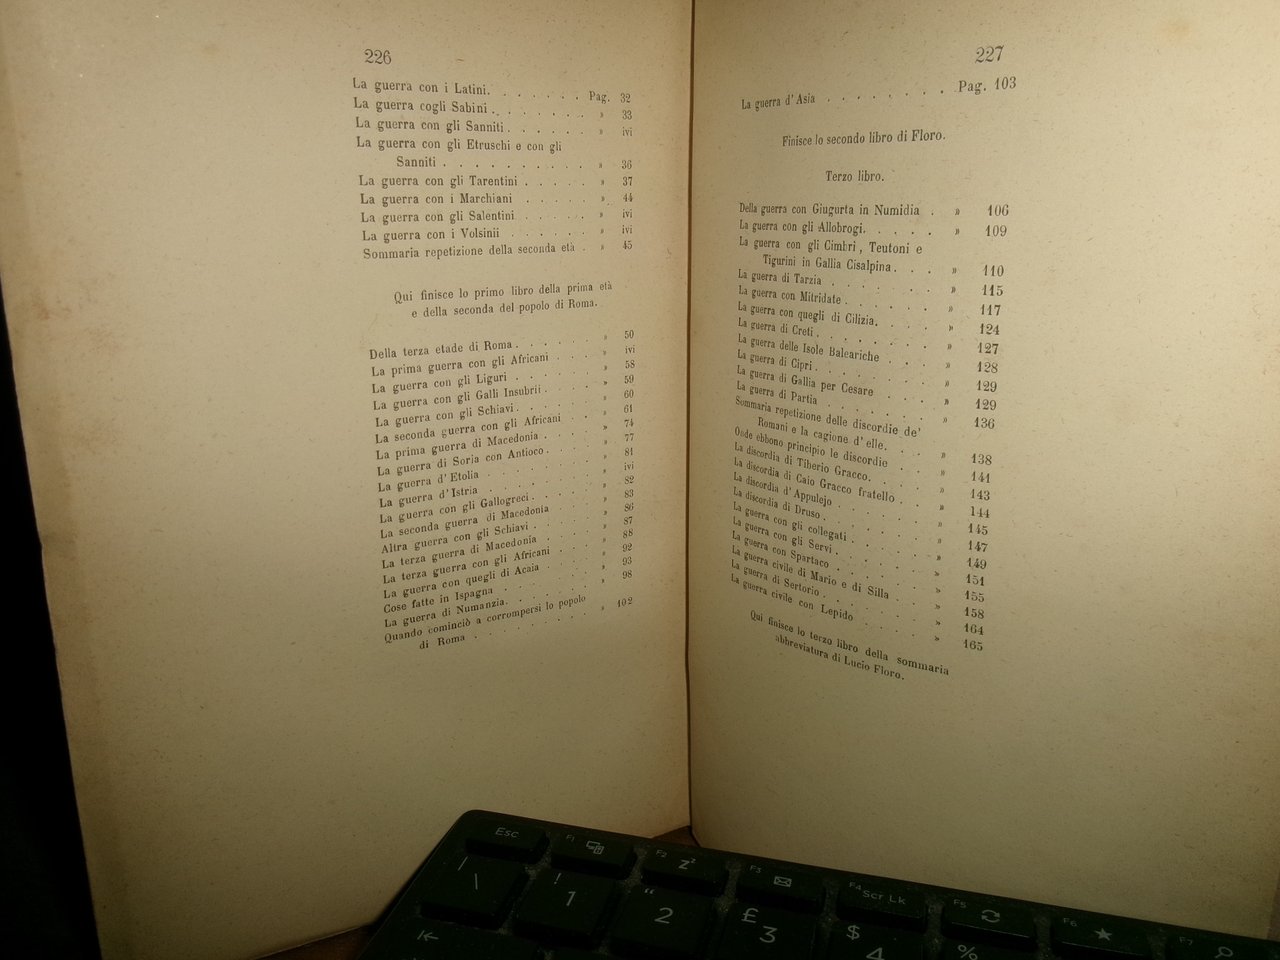 226
La guerra con i Latini. . . . . . . Pag. 32
La guerra cogli Sabini . . . . . . . » 33
La guerra con gli Sanniti . . . . . . » ivi
La guerra con gli Etruschi e con gli
Sanniti . . . . . . . . . . » 36
La guerra con gli Tarentini . . . . . » 37
La guerra con i Marchiani . . . . . » 44
La guerra con gli Salentini . . . . . » ivi
La guerra con i Volsinii . . . . . » ivi
Sommaria repetizione della seconda età . » 45
Qui finisce lo primo libro della prima età
e della seconda del popolo di Roma.
Della terza etade di Roma . . . . . » 50
La prima guerra con gli Africani . . . » ivi
La guerra con gli Liguri . . . . . » 58
La guerra con gli Galli Insubrii . . . . » 59
La guerra con gli Schiavi . . . . . » 60
La seconda guerra con gli Africani . . » 61
La prima guerra di Macedonia . . . . » 74
La guerra di Soria con Antioco . . . . » 77
La guerra d' Etolia . . . . . . » 81
La guerra d'Istria . . . . . . » ivi
La guerra con gli Gallogreci . . . . . » 82
La seconda guerra di Macedonia . . . » 83
Altra guerra con gli Schiavi . . . . . » 86
La terza guerra di Macedonia . . . . » 87
La terza guerra con gli Africani . . . » 88
La guerra con quegli di Acaia . . . . » 92
Cose fatte in Ispagna . . . . . . » 93
La guerra di Numanzia. . . . . . » 98
Quando cominciò a corrompersi lo popolo
di Roma . . . . . . . . » 102
227
La guerra d' Asia . . . . . . . . Pag. 103
Finisce lo secondo libro di Floro.
Terzo libro.
Della guerra con Giugurta in Numidia . » 106
La guerra con gli Allobrogi. . . . . » 109
La guerra con gli Cimbri, Teutoni e
Tigurini in Gallia Cisalpina . . . » 110
La guerra di Tarzia . . . . . . » 115
La guerra con Mitridate . . . . . » 117
La guerra con quegli di Cilizia. . . . » 124
La guerra di Creti . . . . . . » 127
La guerra delle Isole Baleariche . . . » 128
La guerra di Cipri . . . . . . » 129
La guerra di Gallia per Cesare . . . » 129
La guerra di Partia . . . . . . » 136
Sommaria repetizione delle discordie de'
Romani e la cagione d' elle. . . . » 138
Onde ebbono principio le discordie . . » 141
La discordia di Tiberio Gracco. . . . » 143
La discordia di Caio Gracco fratello . . » 144
La discordia d' Appulejo . . . . . » 145
La discordia di Druso . . . . . . » 147
La guerra con gli collegati . . . . . » 149
La guerra con gli Servi . . . . . » 151
La guerra con Spartaco . . . . . » 155
La guerra civile di Mario e di Silla . . » 158
La guerra di Sertorio . . . . . . » 164
La guerra civile con Lepido . . . . » 165
Qui finisce lo terzo libro della sommaria
abbreviatura di Lucio Floro.
Esc F1 F2 z F3 F4 Scr Lk F5 F6 F7
| \ ! 1 " 2 £ 3 $ 4 %